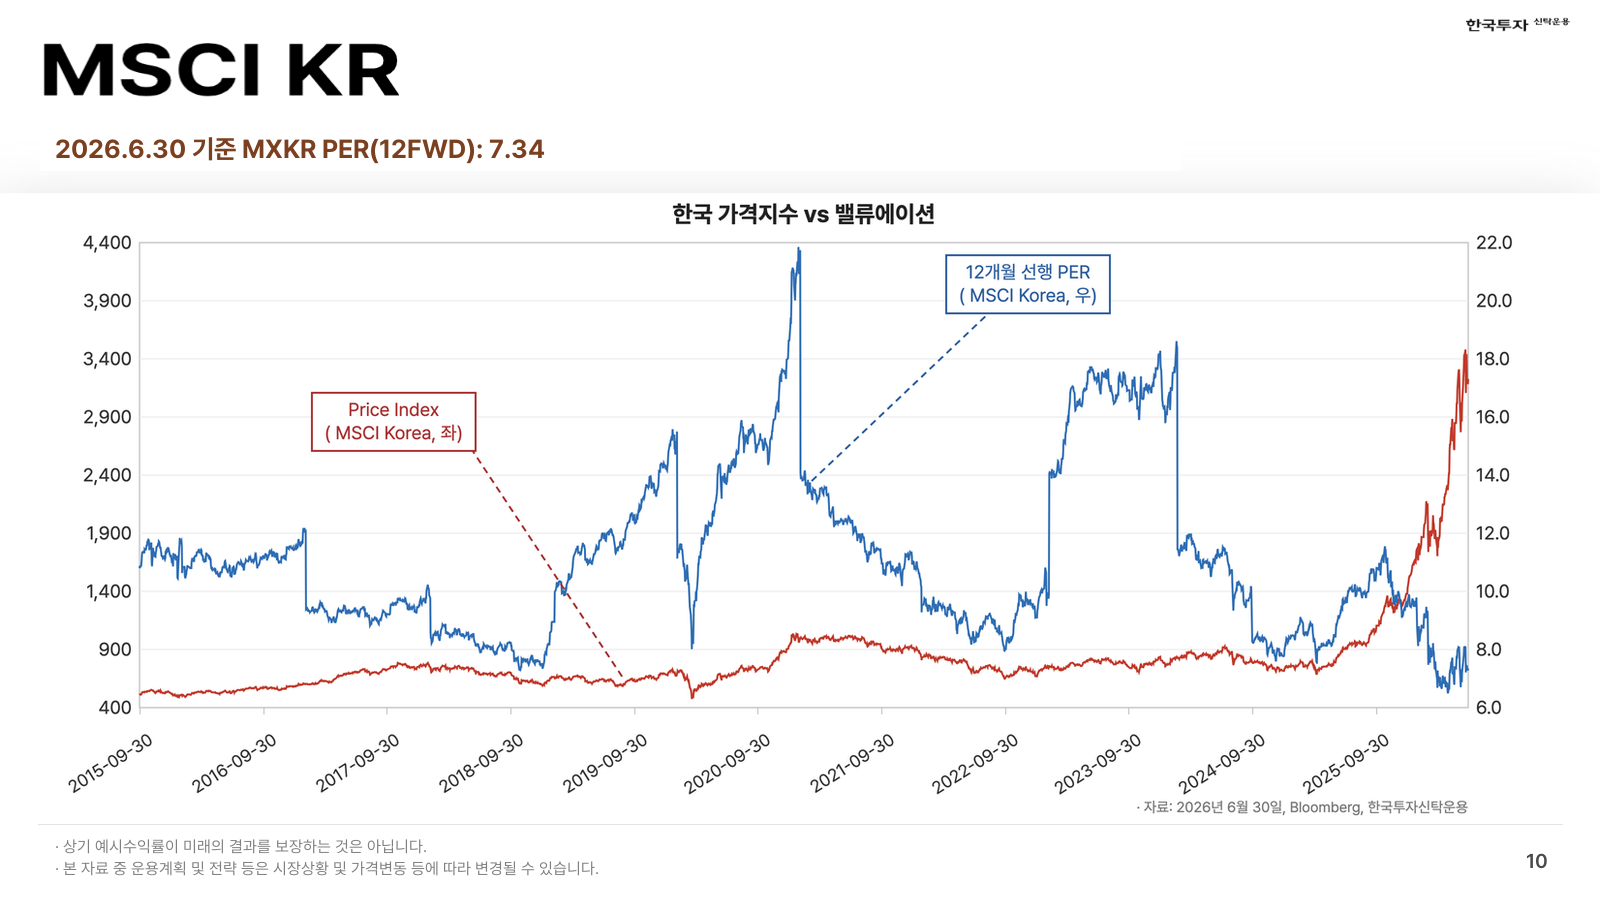 한국투자 신탁운용
MSCI KR
2026.6.30 기준 MXKR PER(12FWD): 7.34
한국 가격지수 vs 밸류에이션
4,400
3,900
3,400
2,900
2,400
1,900
1,400
900
400
22.0
20.0
18.0
16.0
14.0
12.0
10.0
8.0
6.0
12개월 선행 PER
( MSCI Korea, 우)
Price Index
( MSCI Korea, 좌)
2015-09-30
2016-09-30
2017-09-30
2018-09-30
2019-09-30
2020-09-30
2021-09-30
2022-09-30
2023-09-30
2024-09-30
2025-09-30
· 자료: 2026년 6월 30일, Bloomberg, 한국투자신탁운용
· 상기 예시수익률이 미래의 결과를 보장하는 것은 아닙니다.
· 본 자료 중 운용계획 및 전략 등은 시장상황 및 가격변동 등에 따라 변경될 수 있습니다.
10